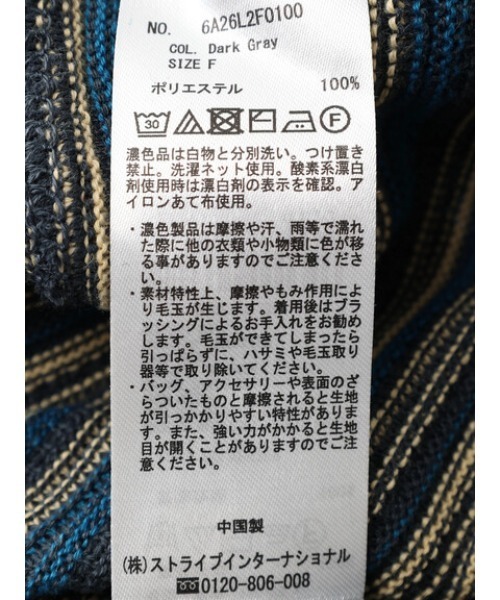 NO. 6A26L2F0100
COL. Dark Gray
SIZE F
ポリエステル 100%
30 F
濃色品は白物と分別洗い。つけ置き
禁止。洗濯ネット使用。酸素系漂白
剤使用時は漂白剤の表示を確認。ア
イロンあて布使用。
・濃色製品は摩擦や汗、雨等で濡れ
た際に他の衣類や小物類に色が移
る事がありますのでご注意くださ
い。
・素材特性上、摩擦やもみ作用によ
り毛玉が生じます。着用後はブラ
ッシングによるお手入れをお勧め
します。毛玉ができてしまったら
引っぱらずに、ハサミや毛玉取り
器等で取り除いてください。
・バッグ、アクセサリーや表面のざ
らついたものと摩擦されると生地
が引っかかりやすい特性がありま
す。また、強い力がかかると生地
目が開くことがありますのでご注
意ください。
中国製
(株)ストライプインターナショナル
0120-806-008